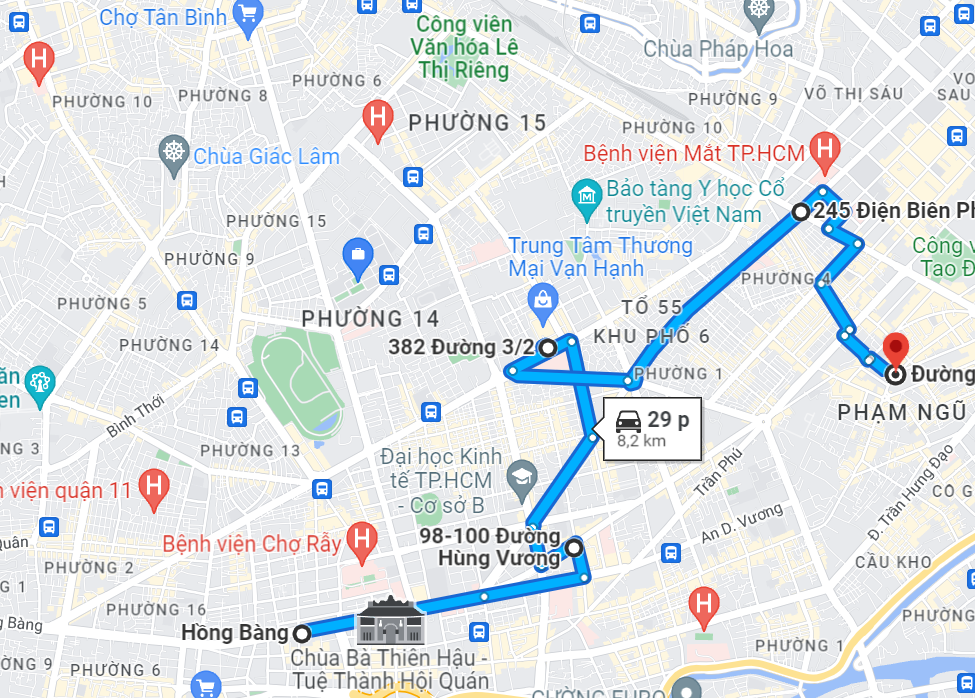 Chợ Tân Bình
Công viên
Văn hóa Lê
Thị Riêng
Chùa Pháp Hoa
PHƯỜNG 6
PHƯỜNG 8
PHƯỜNG 10
PHƯỜNG 9
VÕ THỊ SÁU
PHƯỜNG 15
PHƯỜNG 10
Chùa Giác Lâm
Bệnh viện Mắt TP.HCM
Bảo tàng Y học Cổ
truyền Việt Nam
245 Điện Biên Ph
PHƯỜNG 15
PHƯỜNG 9
Trung Tâm Thương
Mại Vạn Hạnh
Công v
Tao Đ
PHƯỜNG 4
PHƯỜNG 5
PHƯỜNG 14
TỔ 55
KHU PHỐ 6
PHƯỜNG 14
382 Đường 3/2
PHƯỜNG 1
Đường
PHẠM NGŨ
Bình Thới
29 p
8,2 km
NG 3
PHƯỜNG 13
Đại học Kinh
tế TP.HCM
- Cơ sở B
Trần Phú
Đ. Trần Hưng Đạo
n viện quận 11
An D. Vương
98-100 Đường
Hùng Vương
Bệnh viện Chợ Rẫy
Quân
PHƯỜNG 2
CẦU KHO
NG 1
PHƯỜNG 16
PHƯỜNG
g Bàng
Hồng Bàng
Chùa Bà Thiên Hậu -
Tuệ Thành Hội Quán
PHƯỜNG 1
NG 9
PHƯỜNG 6